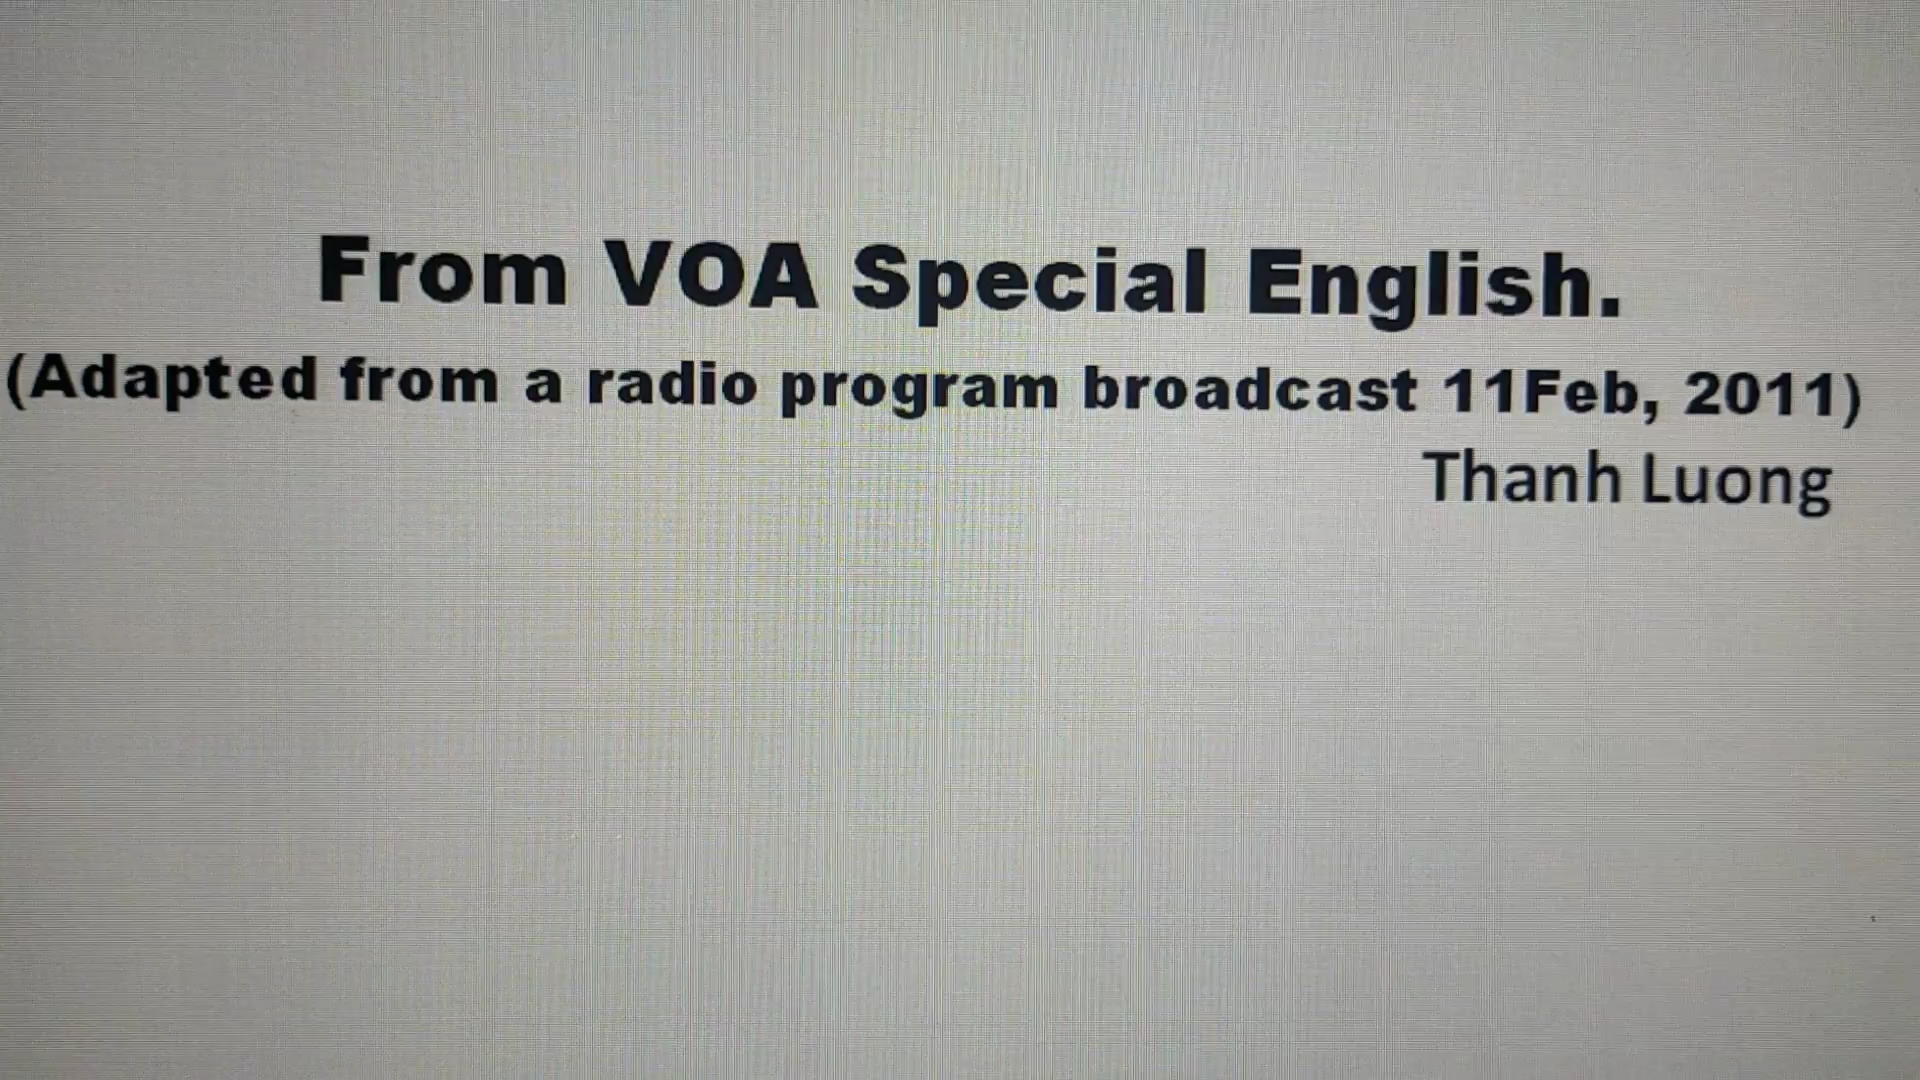 From VOA Special English.
(Adapted from a radio program broadcast 11Feb, 2011)
Thanh Luong